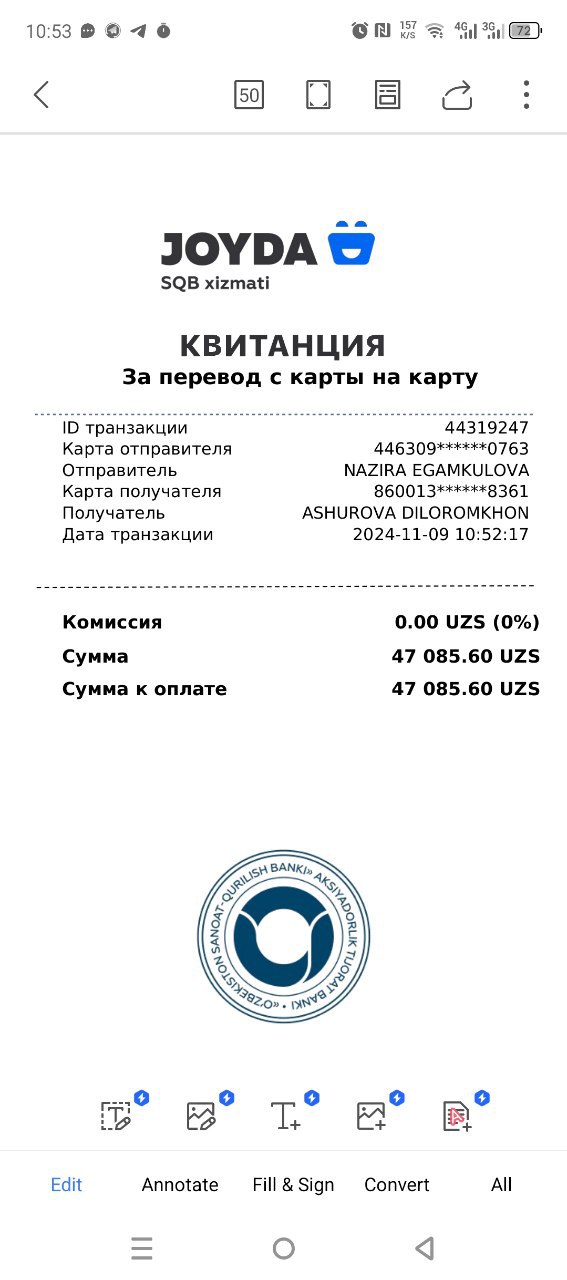 10:53
157
K/S
4G
3G
72
50
JOYDA
SQB xizmati
КВИТАНЦИЯ
За перевод с карты на карту
ID транзакции 44319247
Карта отправителя 446309******0763
Отправитель NAZIRA EGAMKULOVA
Карта получателя 860013******8361
Получатель ASHUROVA DILOROMKHON
Дата транзакции 2024-11-09 10:52:17
Комиссия 0.00 UZS (0%)
Сумма 47 085.60 UZS
Сумма к оплате 47 085.60 UZS
«O'ZBEKISTON SANOAT-QURILISH BANKI» AKSIYADORLIK TIJORAT BANKI •
Edit Annotate Fill & Sign Convert All